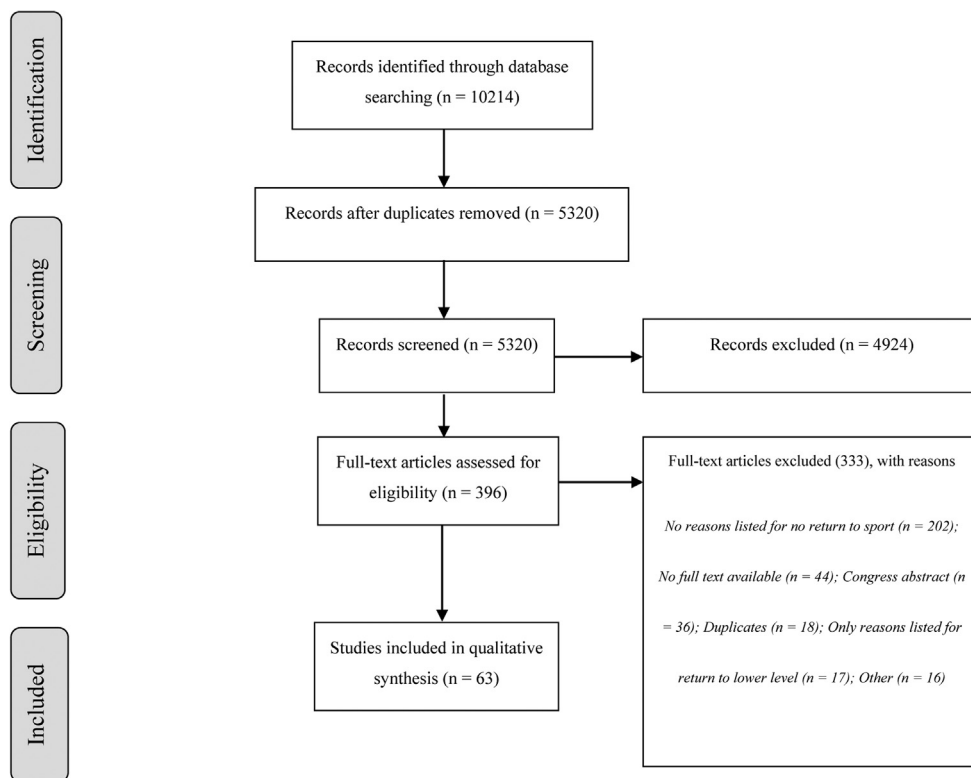 Identification
Records identified through database
searching (n = 10214)
Records after duplicates removed (n = 5320)
Screening
Records screened (n = 5320)
Records excluded (n = 4924)
Eligibility
Full-text articles assessed for
eligibility (n = 396)
Full-text articles excluded (333), with reasons
No reasons listed for no return to sport (n = 202);
No full text available (n = 44); Congress abstract (n
= 36); Duplicates (n = 18); Only reasons listed for
return to lower level (n = 17); Other (n = 16)
Included
Studies included in qualitative
synthesis (n = 63)